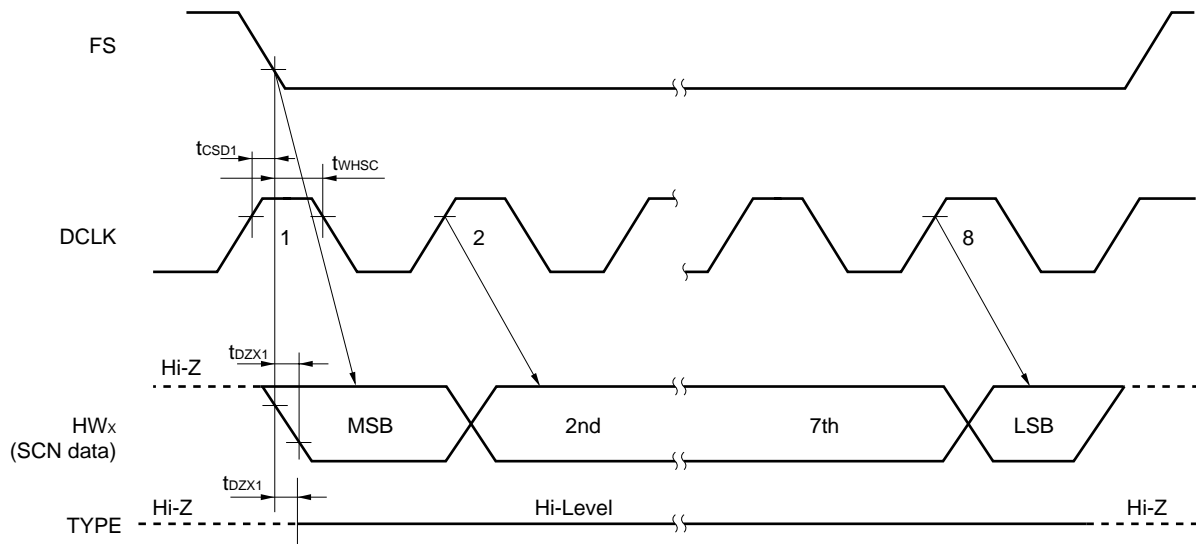 FS
tCSD1
tWHSC
DCLK
1
2
8
tDZX1
Hi-Z
HWX
(SCN data)
MSB
2nd
7th
LSB
tDZX1
Hi-Z
Hi-Level
Hi-Z
TYPE